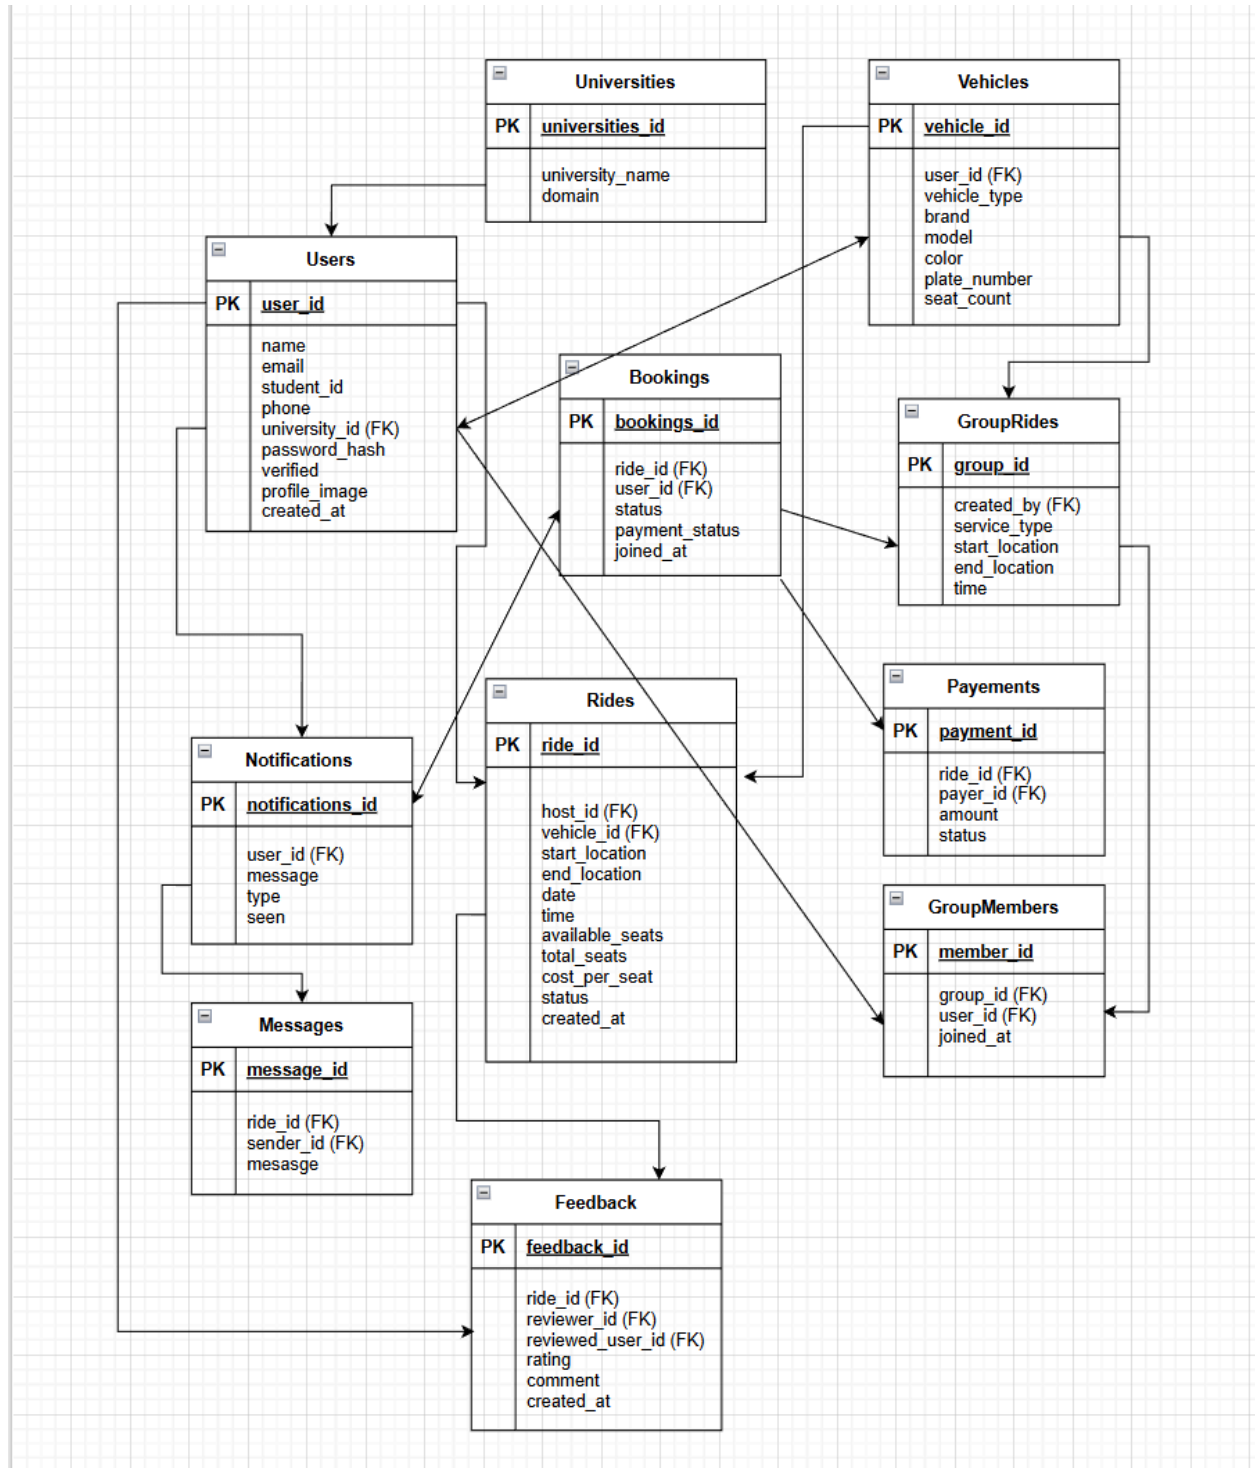 Universities
PK universities_id
university_name
domain
Vehicles
PK vehicle_id
user_id (FK)
vehicle_type
brand
model
color
plate_number
seat_count
Users
PK user_id
name
email
student_id
phone
university_id (FK)
password_hash
verified
profile_image
created_at
Bookings
PK bookings_id
ride_id (FK)
user_id (FK)
status
payment_status
joined_at
GroupRides
PK group_id
created_by (FK)
service_type
start_location
end_location
time
Payements
PK payment_id
ride_id (FK)
payer_id (FK)
amount
status
Rides
PK ride_id
host_id (FK)
vehicle_id (FK)
start_location
end_location
date
time
available_seats
total_seats
cost_per_seat
status
created_at
Notifications
PK notifications_id
user_id (FK)
message
type
seen
GroupMembers
PK member_id
group_id (FK)
user_id (FK)
joined_at
Messages
PK message_id
ride_id (FK)
sender_id (FK)
mesasge
Feedback
PK feedback_id
ride_id (FK)
reviewer_id (FK)
reviewed_user_id (FK)
rating
comment
created_at